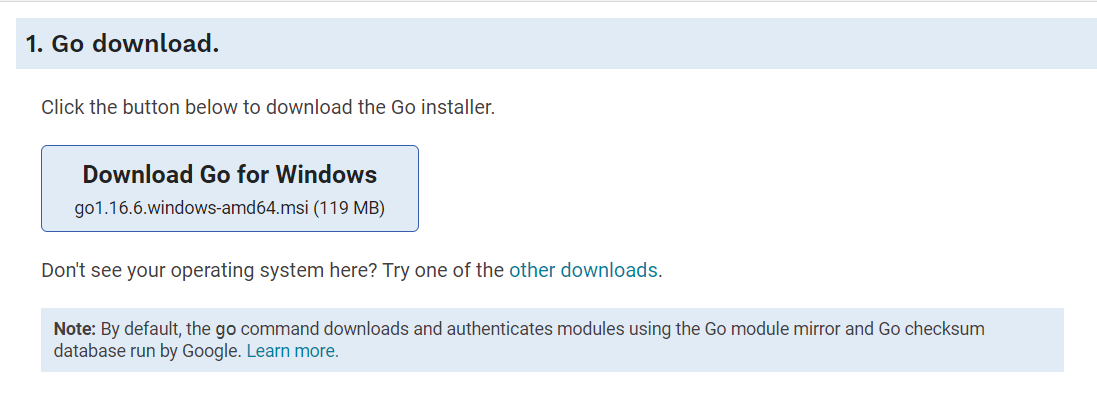 1. Go download.
Click the button below to download the Go installer.
Download Go for Windows
go1.16.6.windows-amd64.msi (119 MB)
Don't see your operating system here? Try one of the other downloads.
Note: By default, the go command downloads and authenticates modules using the Go module mirror and Go checksum
database run by Google. Learn more.